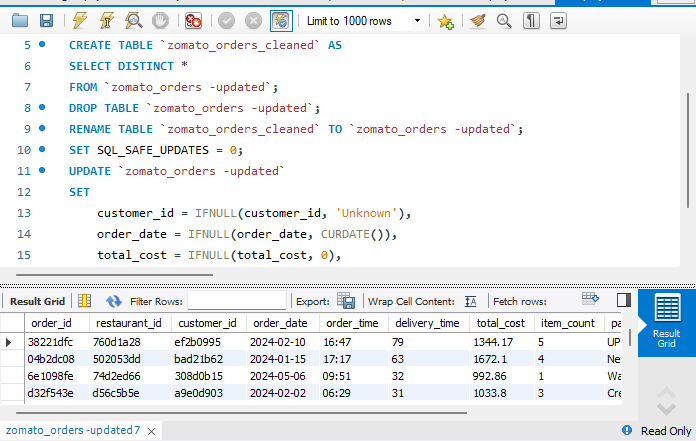 Limit to 1000 rows
5 CREATE TABLE `zomato_orders_cleaned` AS
6 SELECT DISTINCT *
7 FROM `zomato_orders -updated`;
8 DROP TABLE `zomato_orders -updated`;
9 RENAME TABLE `zomato_orders_cleaned` TO `zomato_orders -updated`;
10 SET SQL_SAFE_UPDATES = 0;
11 UPDATE `zomato_orders -updated`
12 SET
13 customer_id = IFNULL(customer_id, 'Unknown'),
14 order_date = IFNULL(order_date, CURDATE()),
15 total_cost = IFNULL(total_cost, 0),
Result Grid Filter Rows: Export: Wrap Cell Content: IA Fetch rows:
order_id restaurant_id customer_id order_date order_time delivery_time total_cost item_count pa
38221dfc 760d1a28 ef2b0995 2024-02-10 16:47 79 1344.17 5 UP
04b2dc08 502053dd bad21b62 2024-01-15 17:17 63 1672.1 4 Ne
6e1098fe 74d2ed66 308d0b15 2024-05-06 09:51 32 992.86 1 Wa
d32f543e d56c5b5e a9e0d903 2024-02-02 06:29 31 1033.8 3 Cre
Result
Grid
zomato_orders -updated 7
Read Only